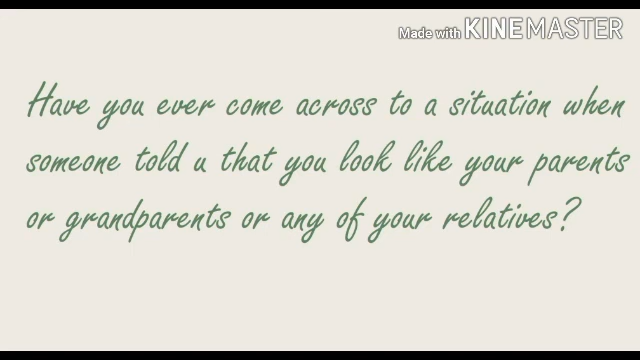 Made with KINEMASTER
Have you ever come across to a situation when
someone told u that you look like your parents
or grandparents or any of your relatives?